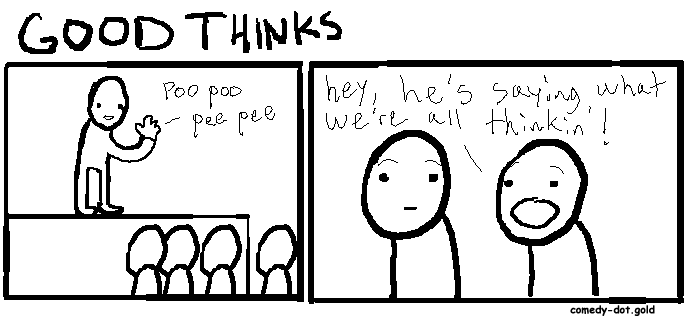 GOOD THINKS
Poo poo
pee pee
hey, he's saying what
we're all thinkin'!
comedy-dot.gold